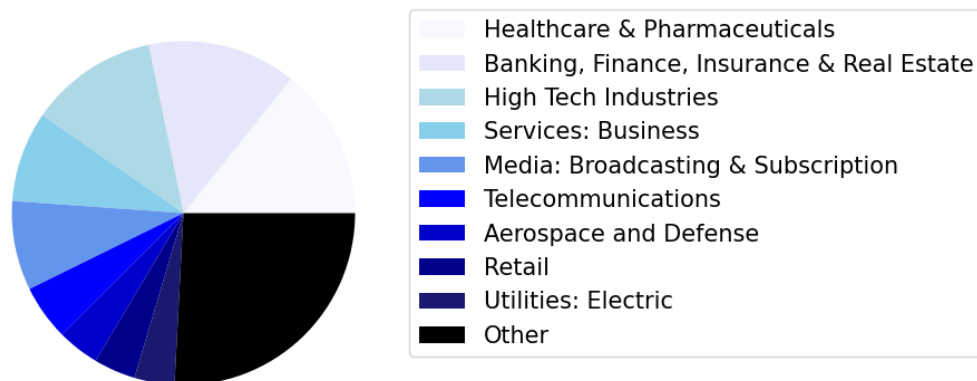 Healthcare & Pharmaceuticals
Banking, Finance, Insurance & Real Estate
High Tech Industries
Services: Business
Media: Broadcasting & Subscription
Telecommunications
Aerospace and Defense
Retail
Utilities: Electric
Other